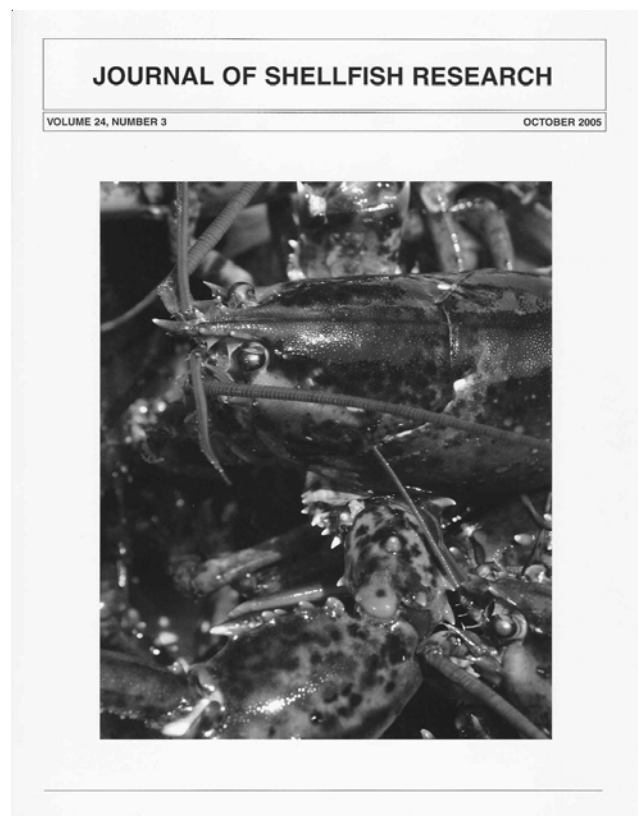 JOURNAL OF SHELLFISH RESEARCH
VOLUME 24, NUMBER 3
OCTOBER 2005